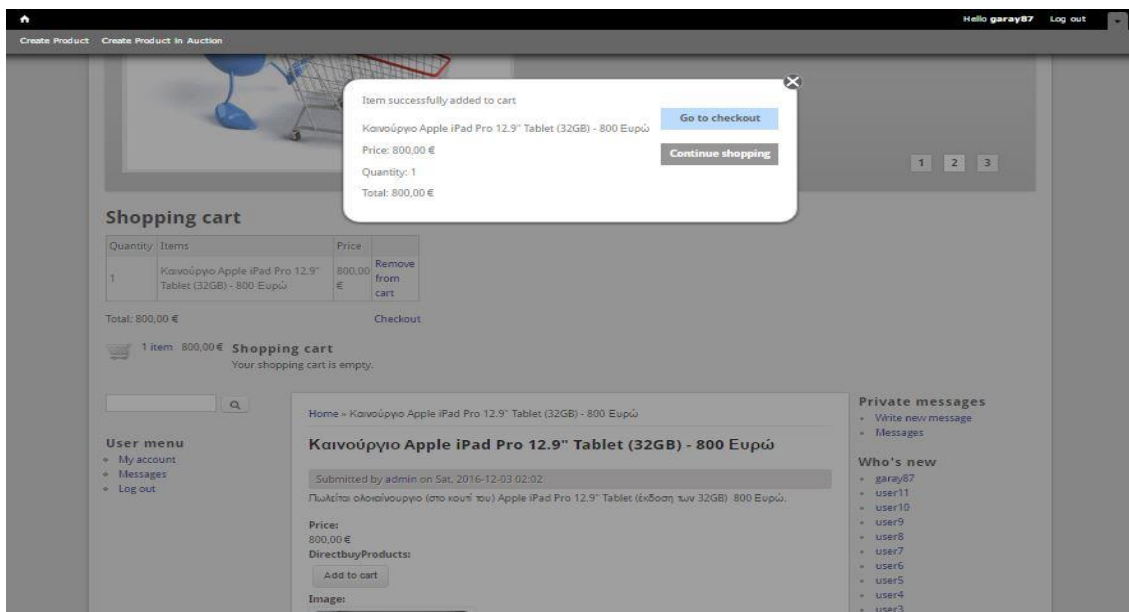 Hello garay87 Log out
Create Product Create Product in Auction
Item successfully added to cart
Καινούργιο Apple iPad Pro 12.9" Tablet (32GB) - 800 Ευρώ
Price: 800,00 €
Quantity: 1
Total: 800,00 €
Go to checkout
Continue shopping
1 2 3
Shopping cart
Quantity Items Price
1 Καινούργιο Apple iPad Pro 12.9" 800,00 Remove
Tablet (32GB) - 800 Ευρώ € from
cart
Total: 800,00 € Checkout
1 item 800,00 € Shopping cart
Your shopping cart is empty.
User menu
My account
Messages
Log out
Home » Καινούργιο Apple iPad Pro 12.9" Tablet (32GB) - 800 Ευρώ
Καινούργιο Apple iPad Pro 12.9" Tablet (32GB) - 800 Ευρώ
Submitted by admin on Sat, 2016-12-03 02:02
Πωλείται ολοκαίνουργιο (στο κουτί του) Apple iPad Pro 12.9" Tablet (έκδοση των 32GB) 800 Ευρώ.
Price:
800,00 €
DirectbuyProducts:
Add to cart
Image:
Private messages
Write new message
Messages
Who's new
garay87
user11
user10
user9
user8
user7
user6
user5
user4
user3